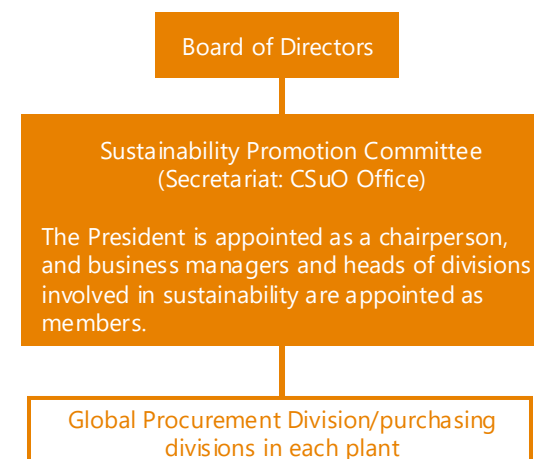 Board of Directors
Sustainability Promotion Committee
(Secretariat: CSuO Office)
The President is appointed as a chairperson,
and business managers and heads of divisions
involved in sustainability are appointed as
members.
Global Procurement Division/purchasing
divisions in each plant